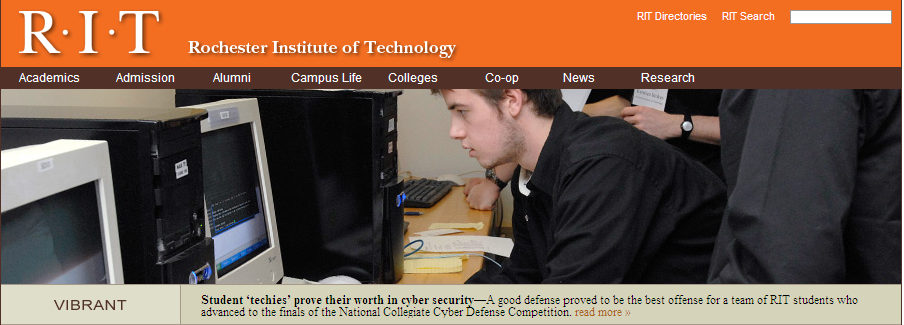 R·I·T
Rochester Institute of Technology
RIT Directories RIT Search
Academics Admission Alumni Campus Life Colleges Co-op News Research
VIBRANT
Student ‘techies’ prove their worth in cyber security—A good defense proved to be the best offense for a team of RIT students who
advanced to the finals of the National Collegiate Cyber Defense Competition. read more »